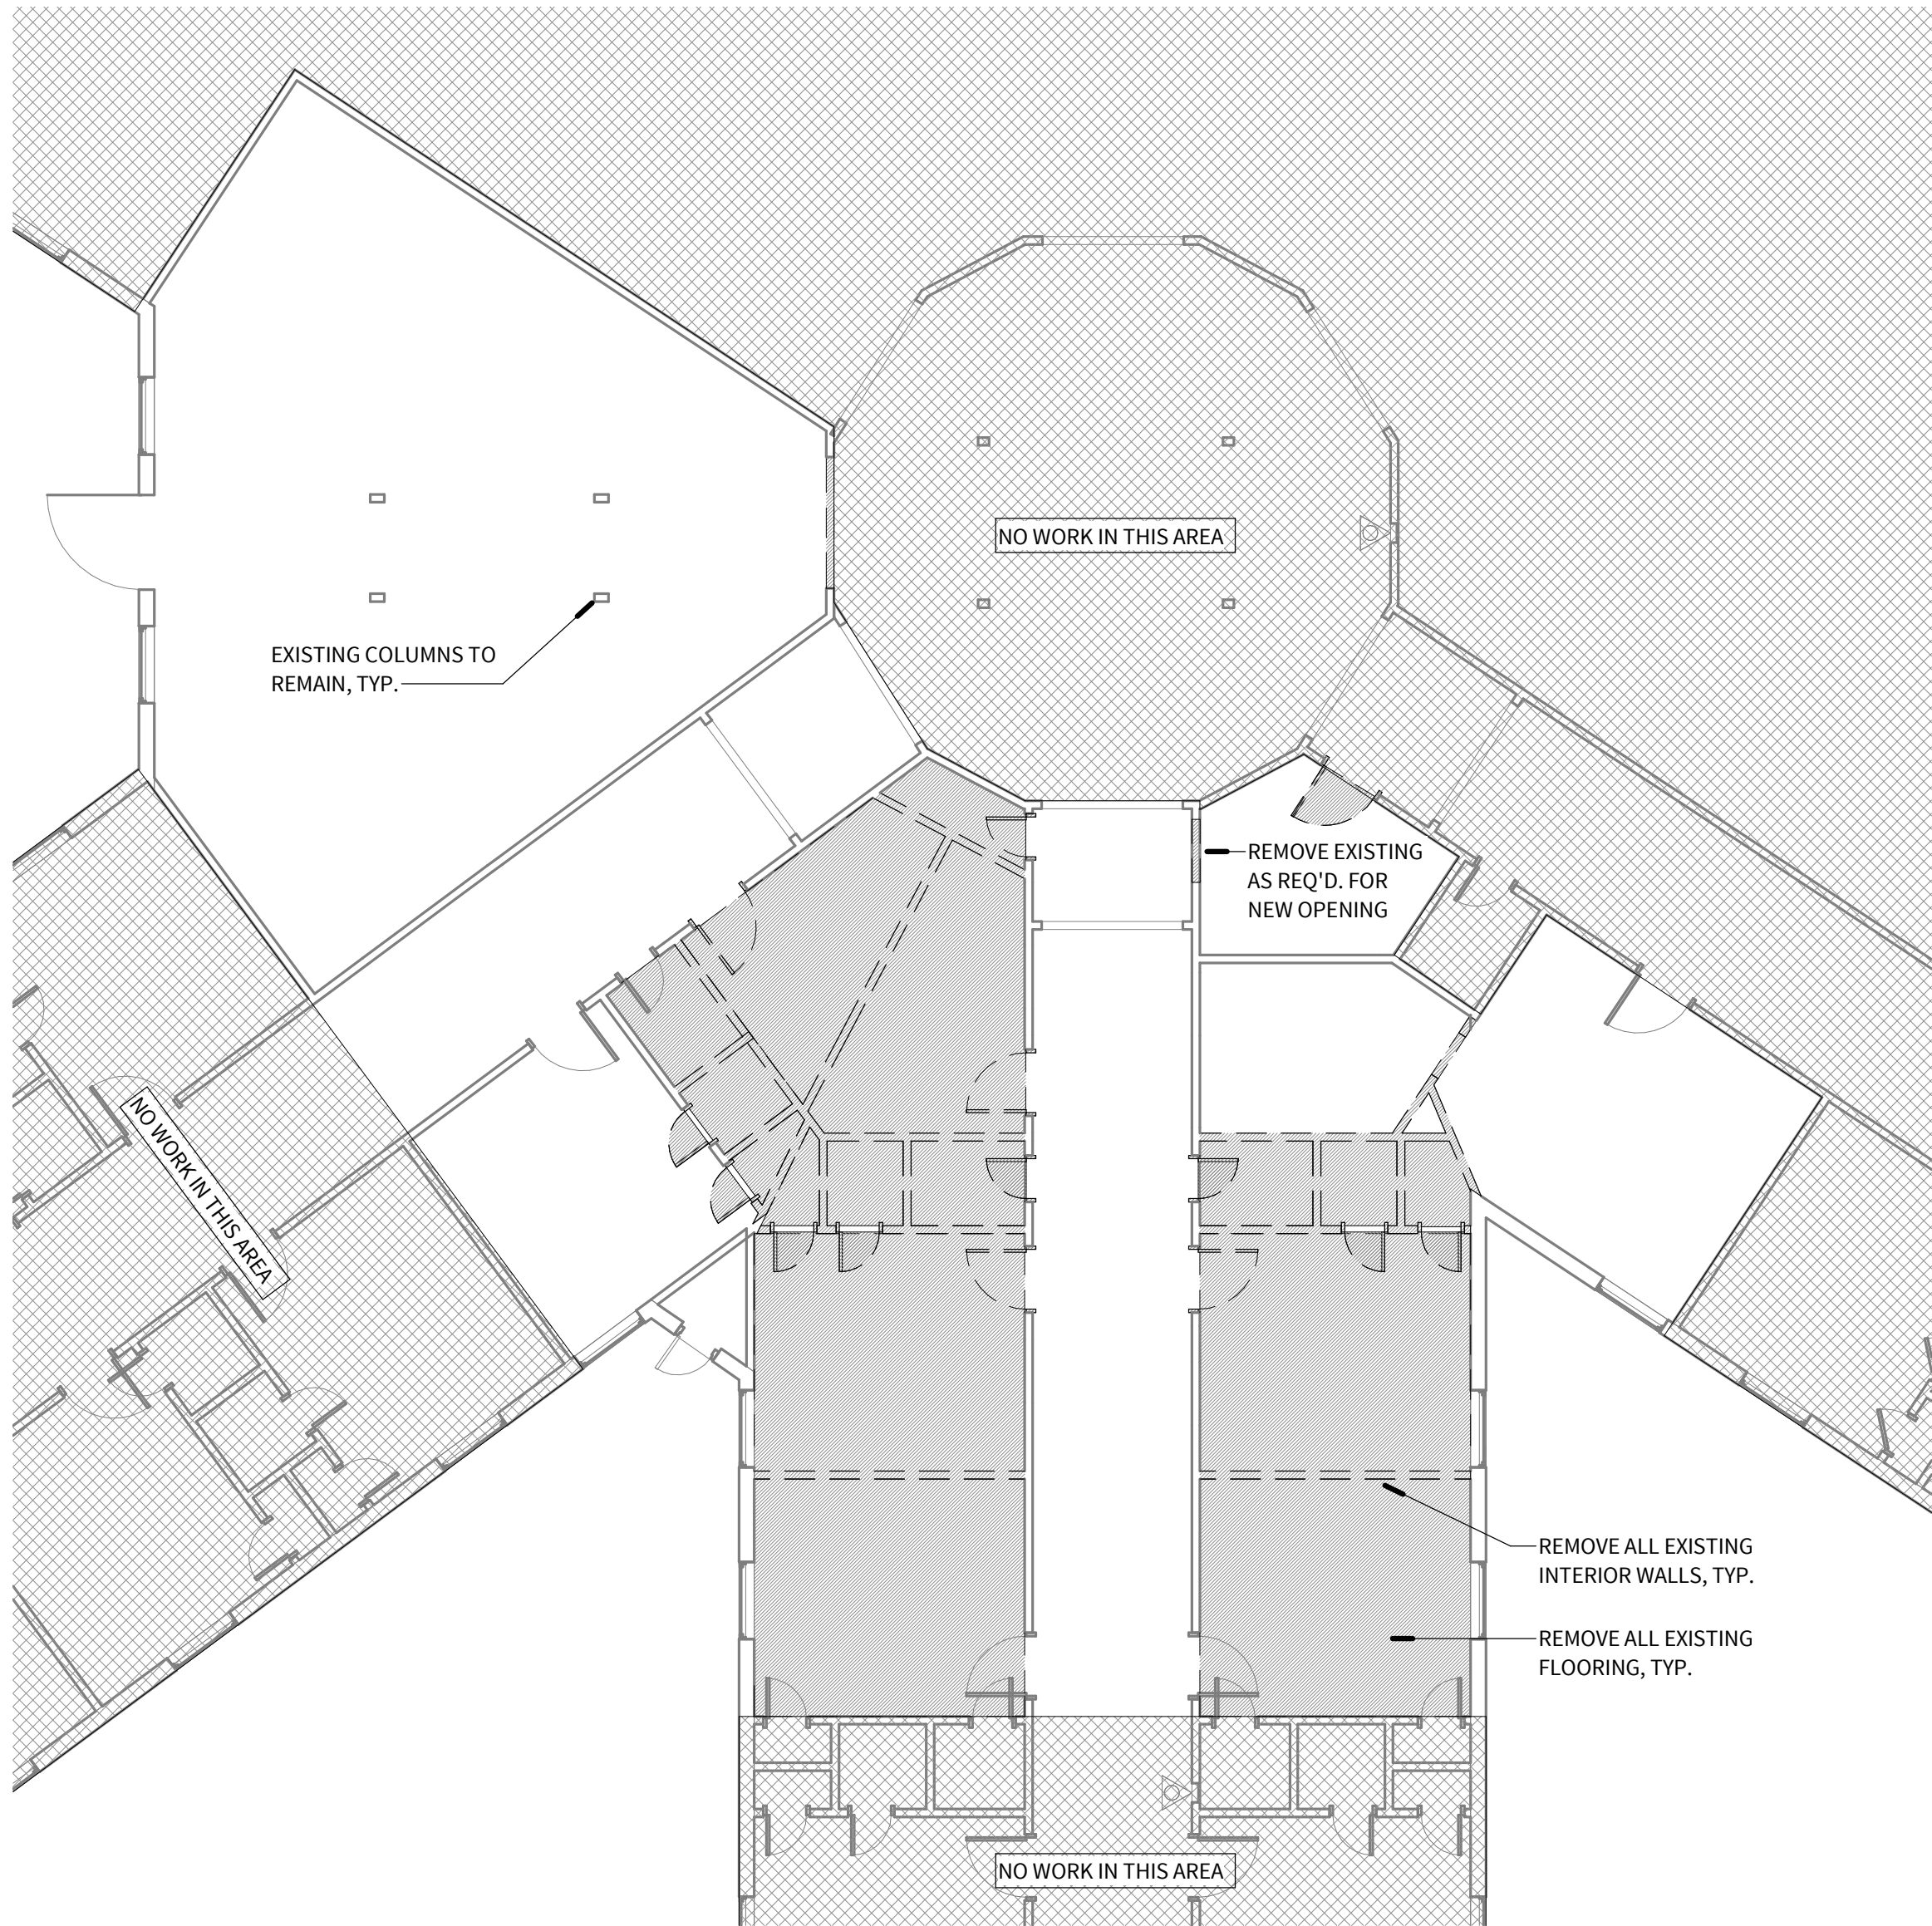 NO WORK IN THIS AREA
EXISTING COLUMNS TO
REMAIN, TYP.
REMOVE EXISTING
AS REQ'D. FOR
NEW OPENING
NO WORK IN THIS AREA
REMOVE ALL EXISTING
INTERIOR WALLS, TYP.
REMOVE ALL EXISTING
FLOORING, TYP.
NO WORK IN THIS AREA